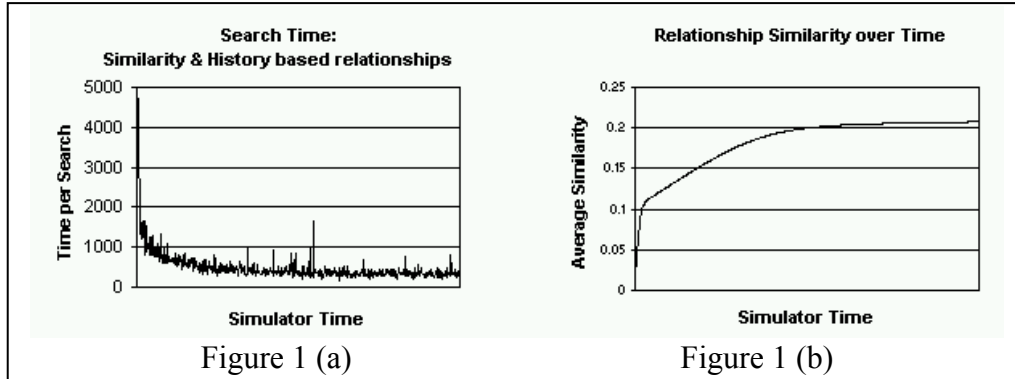 Search Time:
Similarity & History based relationships
5000
4000
3000
2000
1000
0
Time per Search
Simulator Time
Figure 1 (a)
Relationship Similarity over Time
0.25
0.2
0.15
0.1
0.05
0
Average Similarity
Simulator Time
Figure 1 (b)